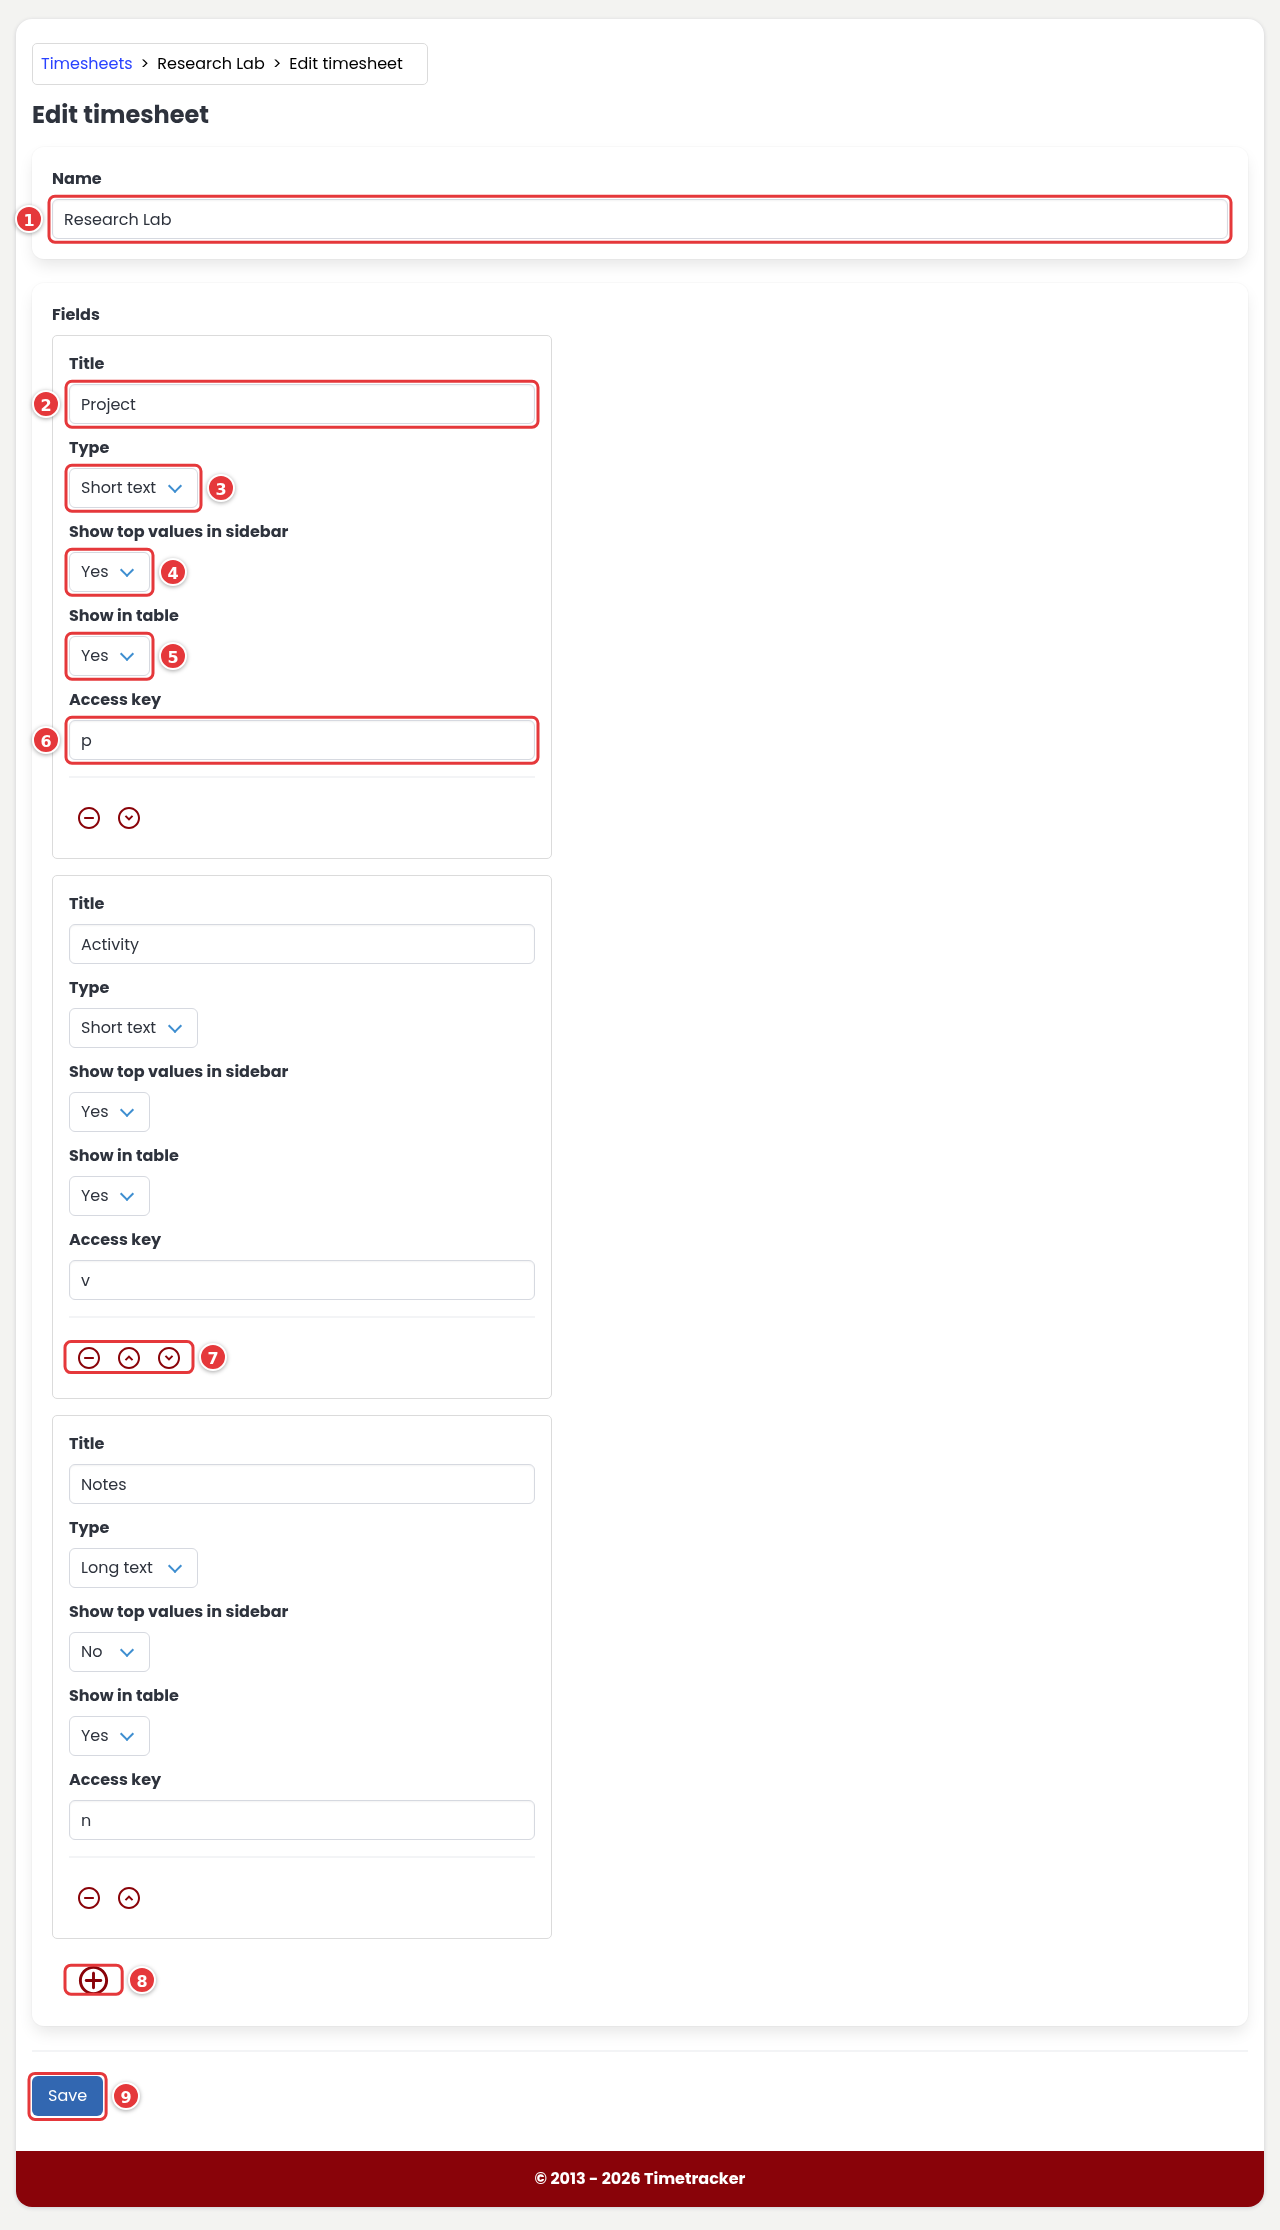 Timesheets > Research Lab > Edit timesheet
Edit timesheet
Name
1 Research Lab
Fields
Title
2 Project
Type
Short text 3
Show top values in sidebar
Yes 4
Show in table
Yes 5
Access key
6 p
Title
Activity
Type
Short text
Show top values in sidebar
Yes
Show in table
Yes
Access key
v
7
Title
Notes
Type
Long text
Show top values in sidebar
No
Show in table
Yes
Access key
n
8
Save 9
© 2013 - 2026 Timetracker